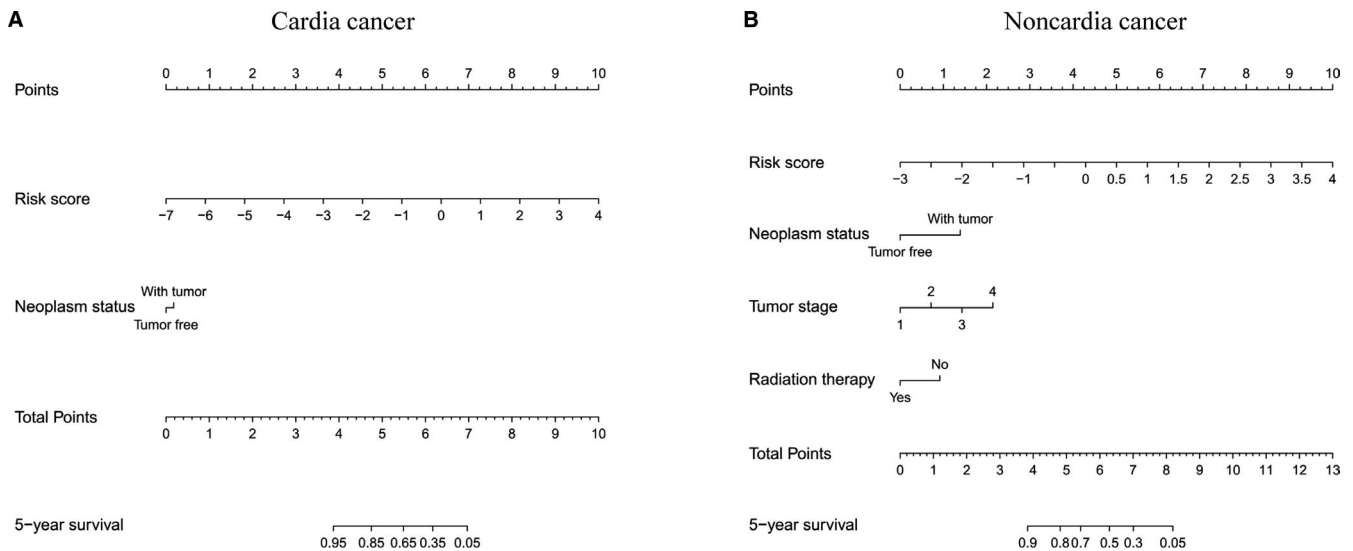 A
Cardia cancer
0 1 2 3 4 5 6 7 8 9 10
Points
Risk score
−7 −6 −5 −4 −3 −2 −1 0 1 2 3 4
With tumor
Neoplasm status
Tumor free
Total Points
0 1 2 3 4 5 6 7 8 9 10
5−year survival
0.95 0.85 0.65 0.35 0.05
B
Noncardia cancer
0 1 2 3 4 5 6 7 8 9 10
Points
Risk score
−3 −2 −1 0 0.5 1 1.5 2 2.5 3 3.5 4
With tumor
Neoplasm status
Tumor free
2 4
Tumor stage
1 3
No
Radiation therapy
Yes
Total Points
0 1 2 3 4 5 6 7 8 9 10 11 12 13
5−year survival
0.9 0.8 0.7 0.5 0.3 0.05